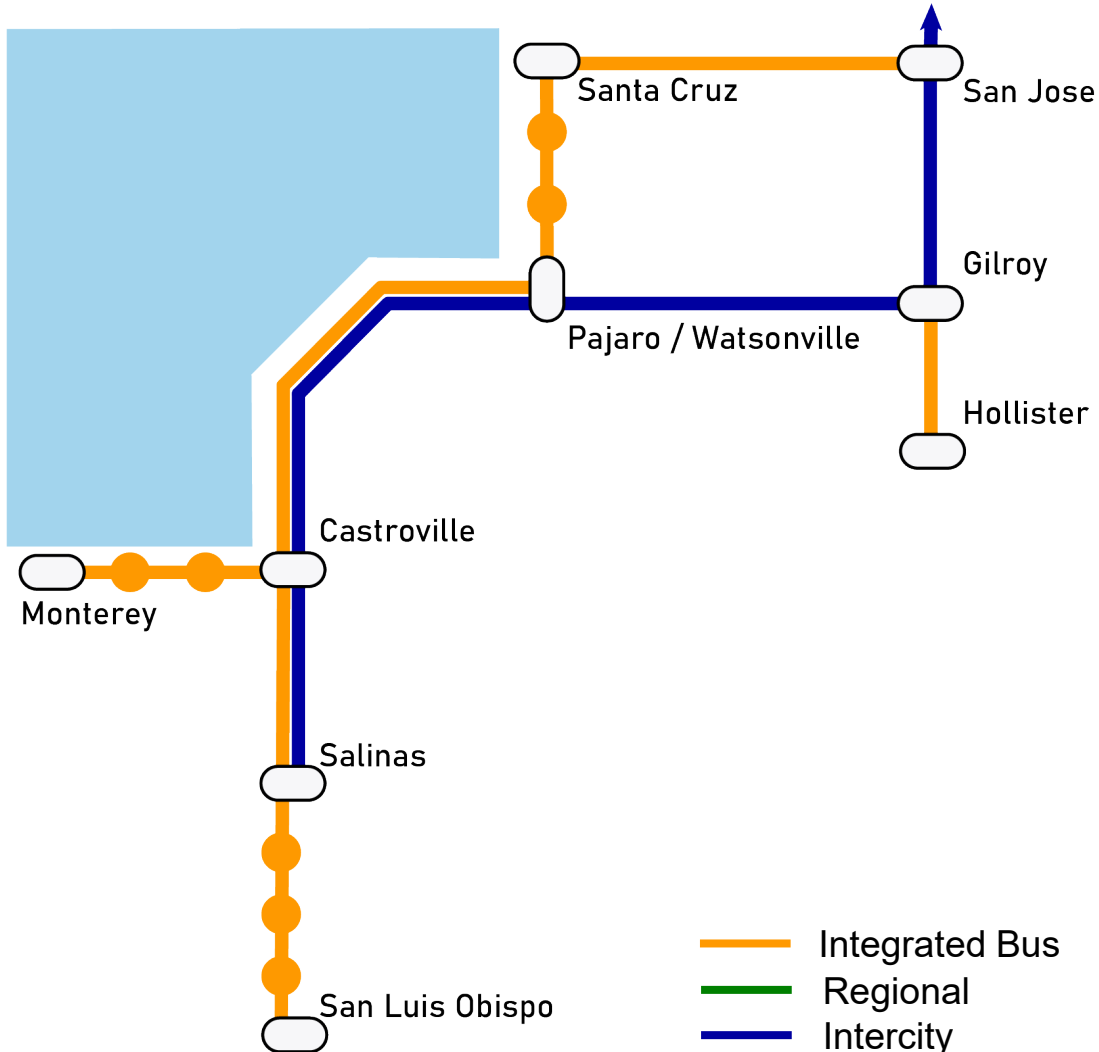 Santa Cruz
San Jose
Gilroy
Pajaro / Watsonville
Hollister
Castroville
Monterey
Salinas
San Luis Obispo
Integrated Bus
Regional
Intercity